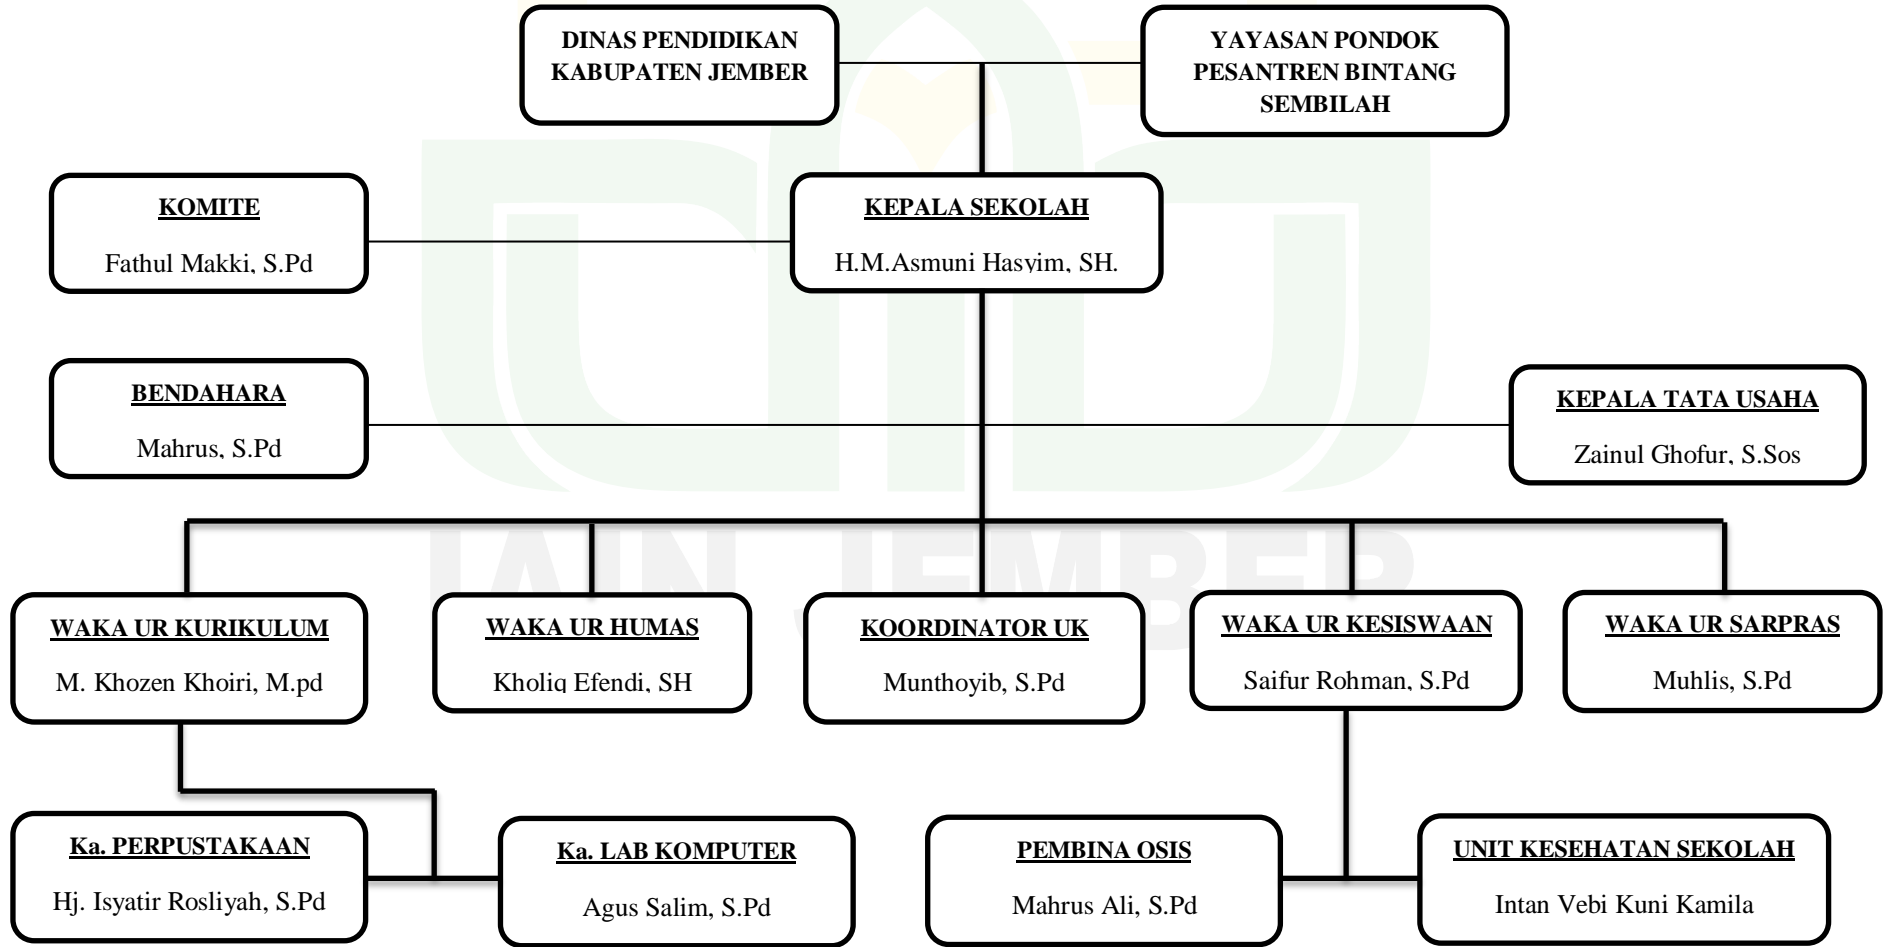 DINAS PENDIDIKAN
KABUPATEN JEMBER
YAYASAN PONDOK
PESANTREN BINTANG
SEMBILAH
KOMITE
Fathul Makki, S.Pd
KEPALA SEKOLAH
H.M.Asmuni Hasyim, SH.
BENDAHARA
Mahrus, S.Pd
KEPALA TATA USAHA
Zainul Ghofur, S.Sos
IAIN JEMBER
WAKA UR KURIKULUM
M. Khozen Khoiri, M.pd
WAKA UR HUMAS
Kholiq Efendi, SH
KOORDINATOR UK
Munthoyib, S.Pd
WAKA UR KESISWAAN
Saifur Rohman, S.Pd
WAKA UR SARPRAS
Muhlis, S.Pd
Ka. PERPUSTAKAAN
Hj. Isyatir Rosliyah, S.Pd
Ka. LAB KOMPUTER
Agus Salim, S.Pd
PEMBINA OSIS
Mahrus Ali, S.Pd
UNIT KESEHATAN SEKOLAH
Intan Vebi Kuni Kamila